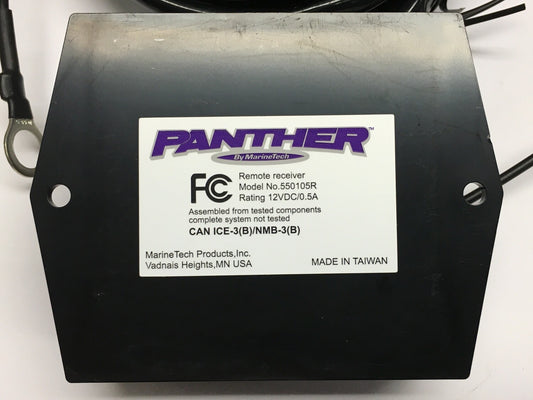 PANTHER™
By MarineTech
FC
Remote receiver
Model No.550105R
Rating 12VDC/0.5A
Assembled from tested components
complete system not tested
CAN ICE-3(B)/NMB-3(B)
MarineTech Products,Inc.
Vadnais Heights,MN USA
MADE IN TAIWAN